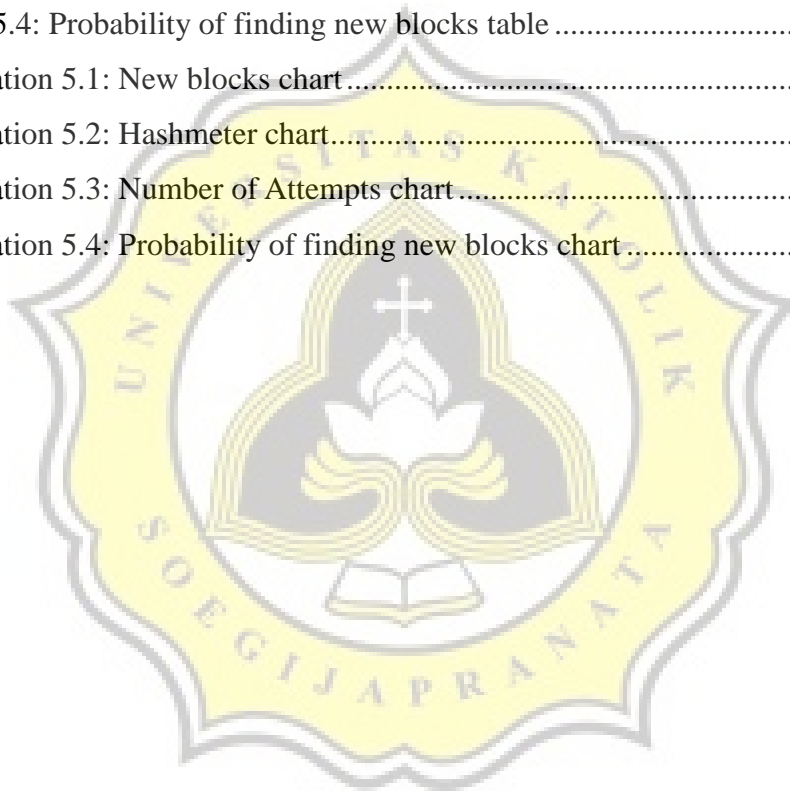 5.4: Probability of finding new blocks table ..............................
ation 5.1: New blocks chart ........................................................
ation 5.2: Hashmeter chart..........................................................
ation 5.3: Number of Attempts chart ..........................................
ation 5.4: Probability of finding new blocks chart .....................
UNIVERSITAS KATOLIK
SOEGIJAPRANATA